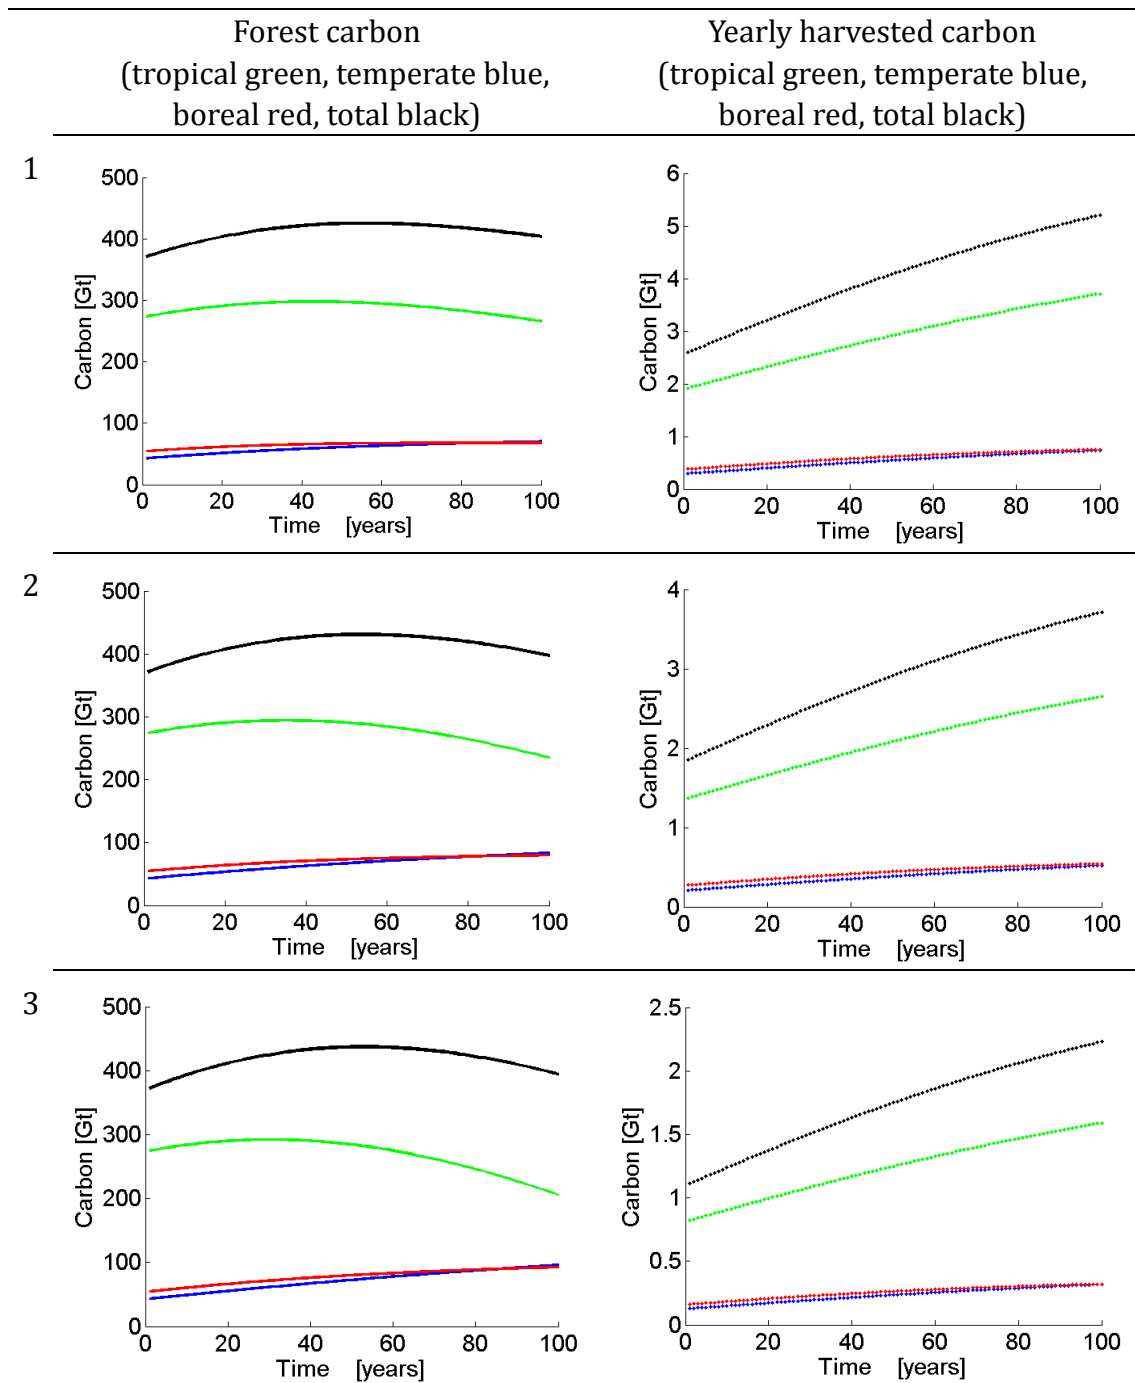 Forest carbon
(tropical green, temperate blue,
boreal red, total black)
Yearly harvested carbon
(tropical green, temperate blue,
boreal red, total black)
1
500
400
300
200
100
0
Carbon [Gt]
0 20 40 60 80 100
Time [years]
6
5
4
3
2
1
0
Carbon [Gt]
0 20 40 60 80 100
Time [years]
2
500
400
300
200
100
0
Carbon [Gt]
0 20 40 60 80 100
Time [years]
4
3
2
1
0
Carbon [Gt]
0 20 40 60 80 100
Time [years]
3
500
400
300
200
100
0
Carbon [Gt]
0 20 40 60 80 100
Time [years]
2.5
2
1.5
1
0.5
0
Carbon [Gt]
0 20 40 60 80 100
Time [years]